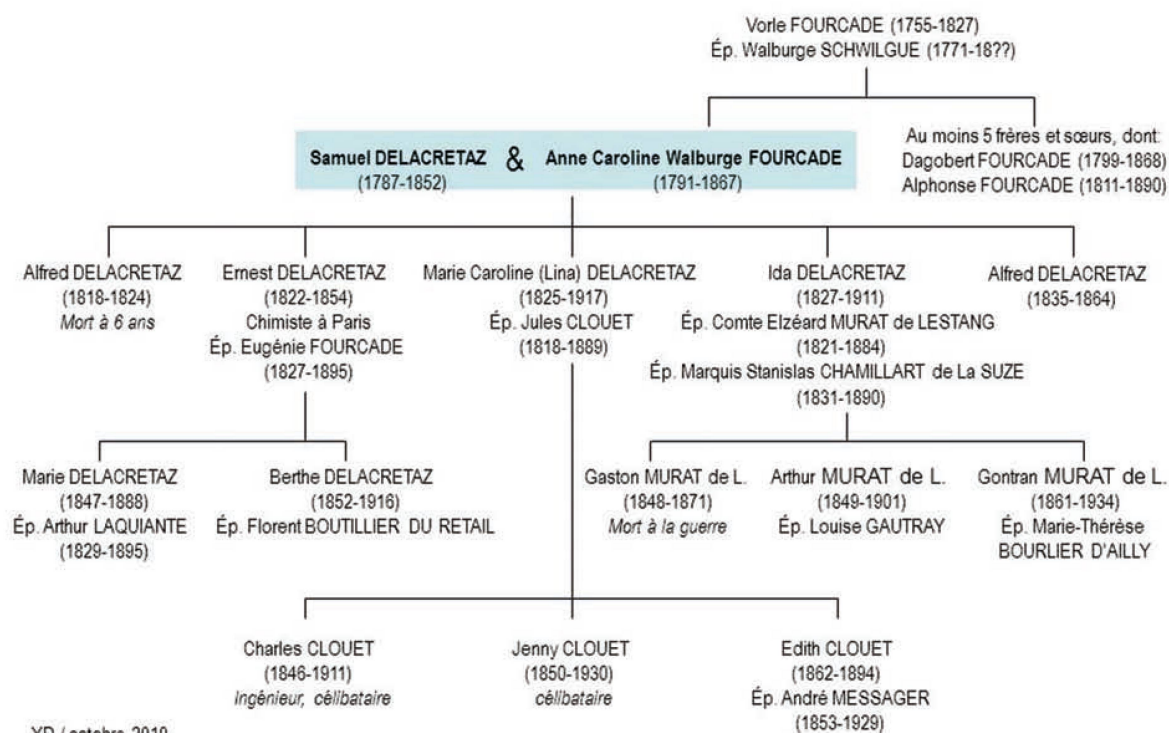 Vorle FOURCADE (1755-1827)
Ép. Walburge SCHWILGUE (1771-18??)
Samuel DELACRETAZ & Anne Caroline Walburge FOURCADE
(1787-1852) (1791-1867)
Au moins 5 frères et sœurs, dont:
Dagobert FOURCADE (1799-1868)
Alphonse FOURCADE (1811-1890)
Alfred DELACRETAZ
(1818-1824)
Mort à 6 ans
Ernest DELACRETAZ
(1822-1854)
Chimiste à Paris
Ép. Eugénie FOURCADE
(1827-1895)
Marie Caroline (Lina) DELACRETAZ
(1825-1917)
Ép. Jules CLOUET
(1818-1889)
Ida DELACRETAZ
(1827-1911)
Ép. Comte Elzéard MURAT de LESTANG
(1821-1884)
Ép. Marquis Stanislas CHAMILLART de La SUZE
(1831-1890)
Alfred DELACRETAZ
(1835-1864)
Marie DELACRETAZ
(1847-1888)
Ép. Arthur LAQUIANTE
(1829-1895)
Berthe DELACRETAZ
(1852-1916)
Ép. Florent BOUTILLIER DU RETAIL
Gaston MURAT de L.
(1848-1871)
Mort à la guerre
Arthur MURAT de L.
(1849-1901)
Ép. Louise GAUTRAY
Gontran MURAT de L.
(1861-1934)
Ép. Marie-Thérèse
BOURLIER D'AILLY
Charles CLOUET
(1846-1911)
Ingénieur, célibataire
Jenny CLOUET
(1850-1930)
célibataire
Edith CLOUET
(1862-1894)
Ép. André MESSAGER
(1853-1929)